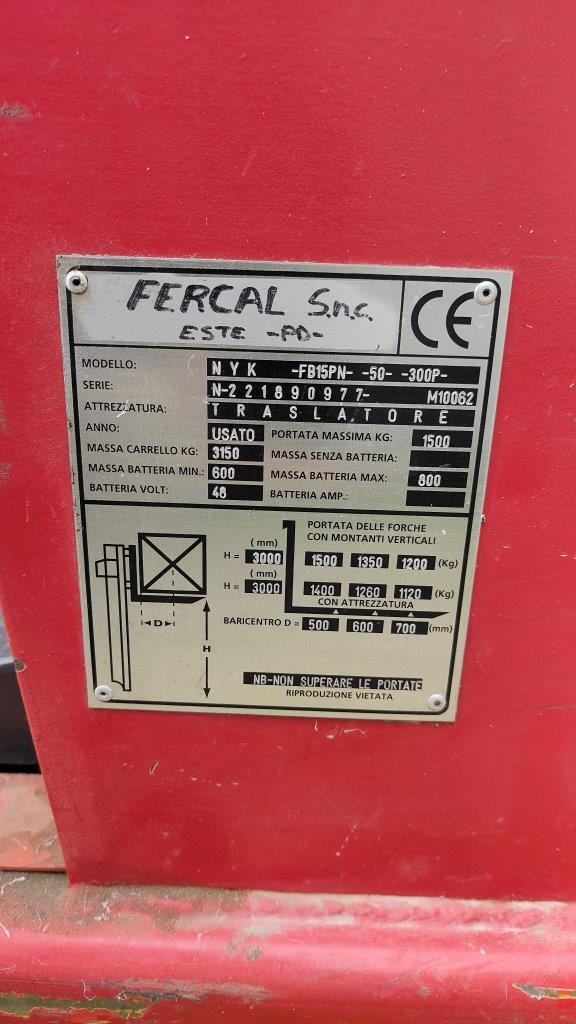 FERCAL S.n.c.
ESTE -PD-
CE
MODELLO: NYK -FB15PN- -50- -300P-
SERIE: N-221890977- M10062
ATTREZZATURA: TRASLATORE
ANNO: USATO PORTATA MASSIMA KG: 1500
MASSA CARRELLO KG: 3150 MASSA SENZA BATTERIA:
MASSA BATTERIA MIN.: 600 MASSA BATTERIA MAX: 800
BATTERIA VOLT: 48 BATTERIA AMP.:
PORTATA DELLE FORCHE
CON MONTANTI VERTICALI
(mm)
H = 3000 1500 1350 1200 (Kg)
(mm)
H = 3000 1400 1260 1120 (Kg)
CON ATTREZZATURA
BARICENTRO D = 500 600 700 (mm)
D
H
NB-NON SUPERARE LE PORTATE
RIPRODUZIONE VIETATA